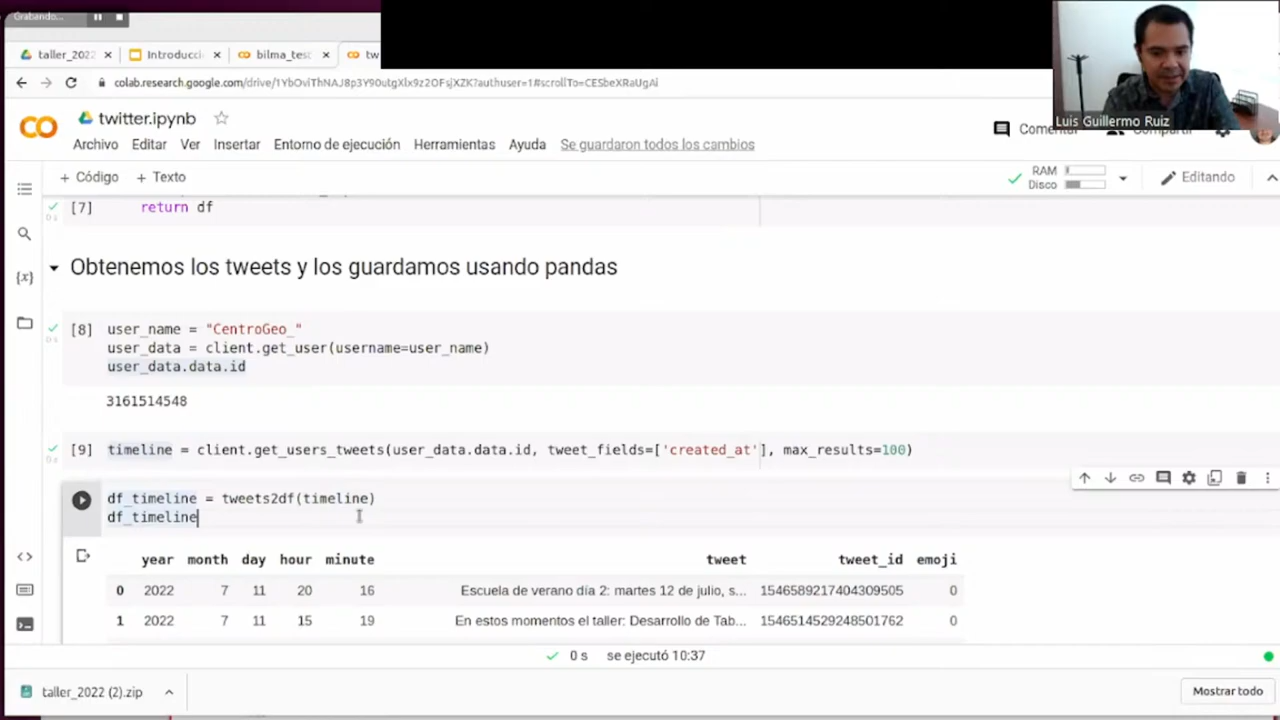 Grabando...
taller_2022
Introducci
bilma_test
tw
colab.research.google.com/drive/1YbOviThNAJ8p3Y90utgXlx9z2OFsjXZK?authuser=1#scrollTo=CESbeXRaUgAi
Luis Guillermo Ruiz
twitter.ipynb
Archivo Editar Ver Insertar Entorno de ejecución Herramientas Ayuda Se guardaron todos los cambios
+ Código + Texto
RAM
Disco
Editando
[7] return df
Obtenemos los tweets y los guardamos usando pandas
[8] user_name = "CentroGeo_"
user_data = client.get_user(username=user_name)
user_data.data.id
3161514548
[9] timeline = client.get_users_tweets(user_data.data.id, tweet_fields=['created_at'], max_results=100)
df_timeline = tweets2df(timeline)
df_timeline
year month day hour minute tweet tweet_id emoji
0 2022 7 11 20 16 Escuela de verano día 2: martes 12 de julio, s... 1546589217404309505 0
1 2022 7 11 15 19 En estos momentos el taller: Desarrollo de Tab... 1546514529248501762 0
0 s se ejecutó 10:37
taller_2022 (2).zip
Mostrar todo